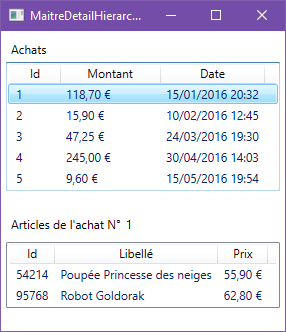 MaitreDetailHierarc...
Achats
Id Montant Date
1 118,70 € 15/01/2016 20:32
2 15,90 € 10/02/2016 12:45
3 47,25 € 24/03/2016 19:30
4 245,00 € 30/04/2016 14:03
5 9,60 € 15/05/2016 19:54
Articles de l'achat N° 1
Id Libellé Prix
54214 Poupée Princesse des neiges 55,90 €
95768 Robot Goldorak 62,80 €